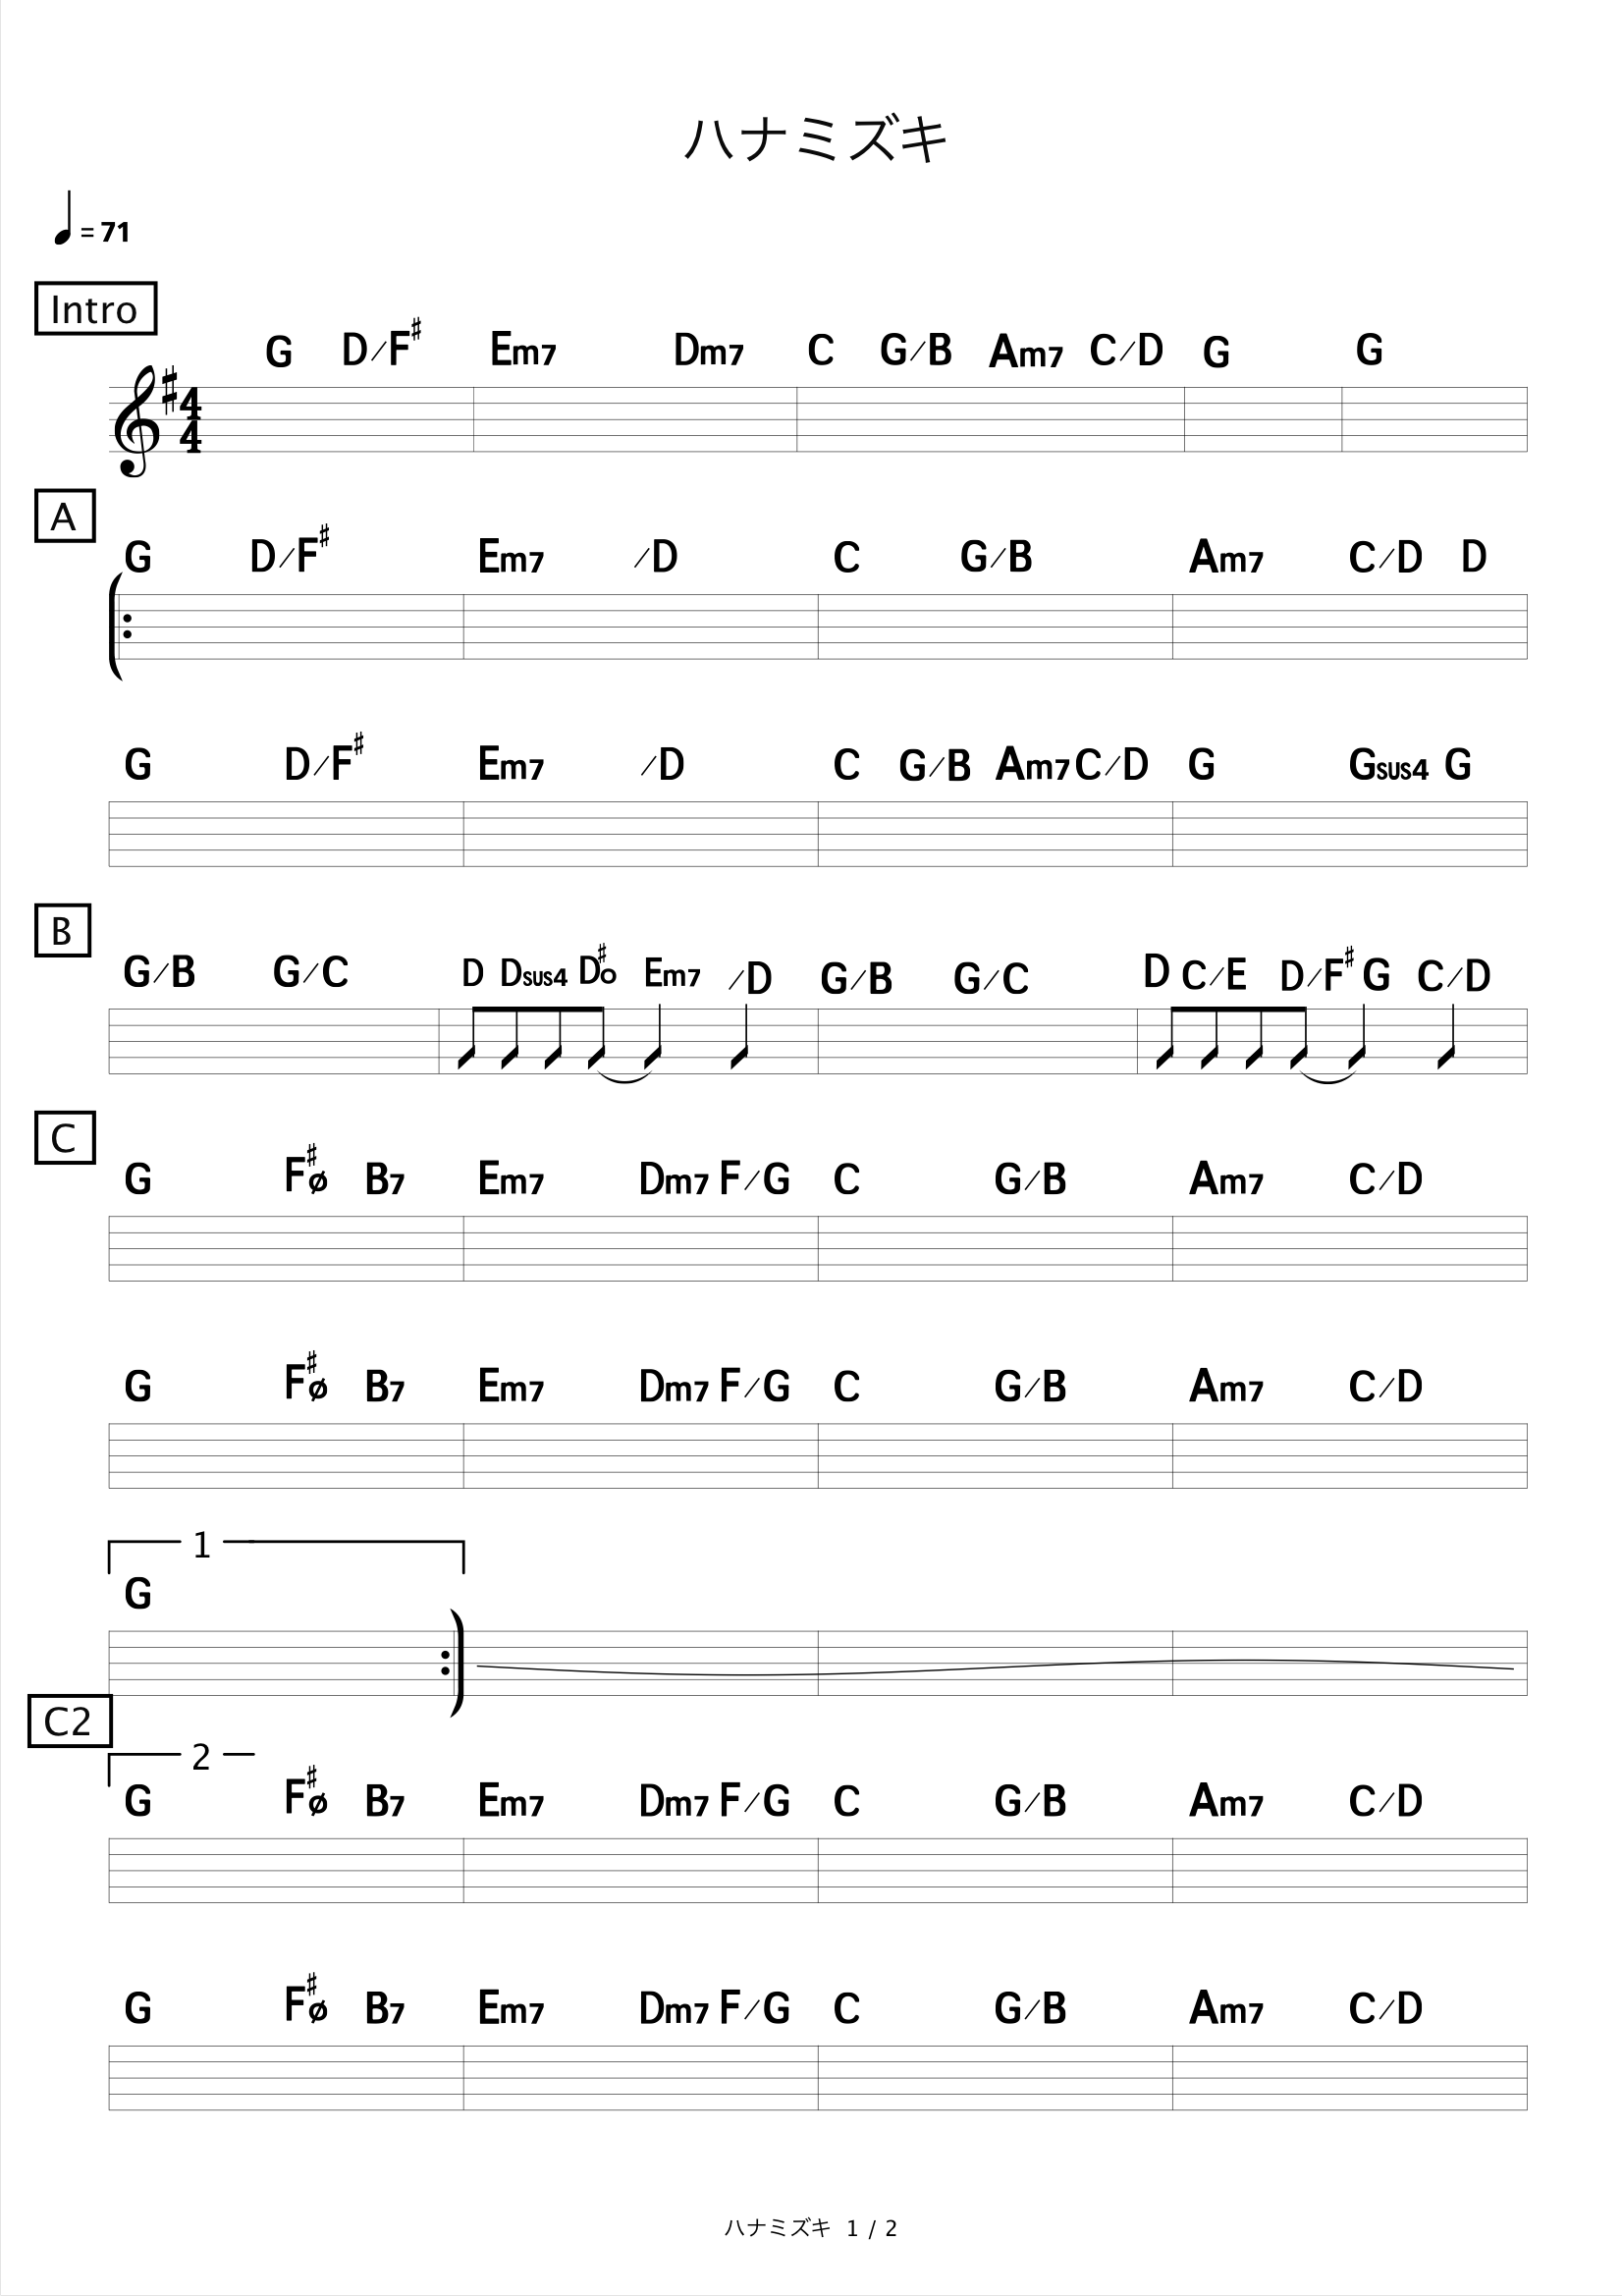 ハナミズキ
= 71
Intro
G D/F# Em7 Dm7 C G/B Am7 C/D G G
4
4
A
G D/F# Em7 /D C G/B Am7 C/D D
G D/F# Em7 /D C G/B Am7 C/D G Gsus4 G
B
G/B G/C D Dsus4 D#o Em7 /D G/B G/C D C/E D/F# G C/D
C
G F#ø B7 Em7 Dm7 F/G C G/B Am7 C/D
G F#ø B7 Em7 Dm7 F/G C G/B Am7 C/D
1
G
C2
2
G F#ø B7 Em7 Dm7 F/G C G/B Am7 C/D
G F#ø B7 Em7 Dm7 F/G C G/B Am7 C/D
ハナミズキ 1 / 2